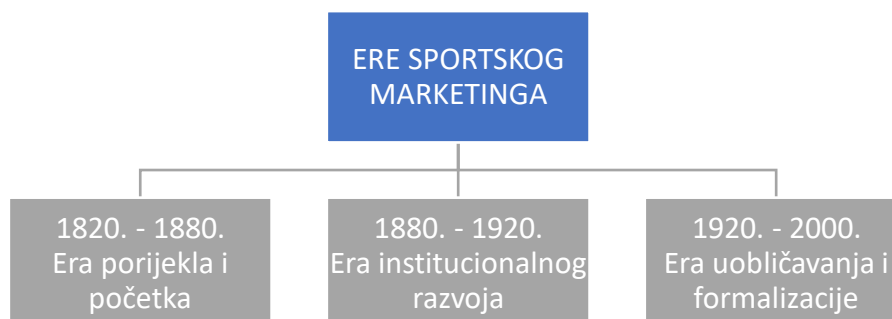 ERE SPORTSKOG
MARKETINGA
1820. - 1880.
Era porijekla i
početka
1880. - 1920.
Era institucionalnog
razvoja
1920. - 2000.
Era uobličavanja i
formalizacije